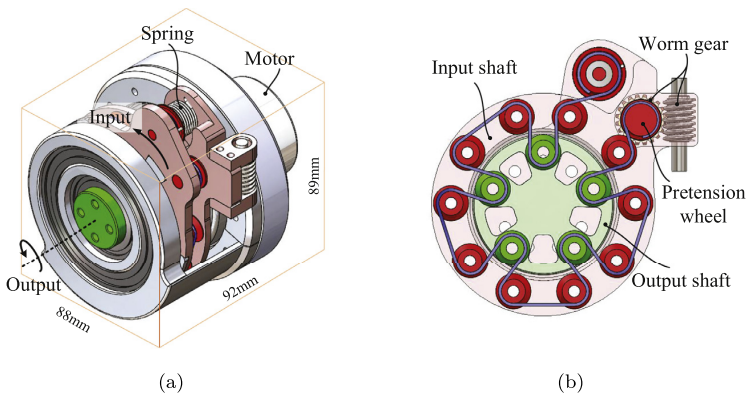 Spring
Motor
Input
89mm
Output
88mm
92mm
(a)
Worm gear
Input shaft
Pretension
wheel
Output shaft
(b)